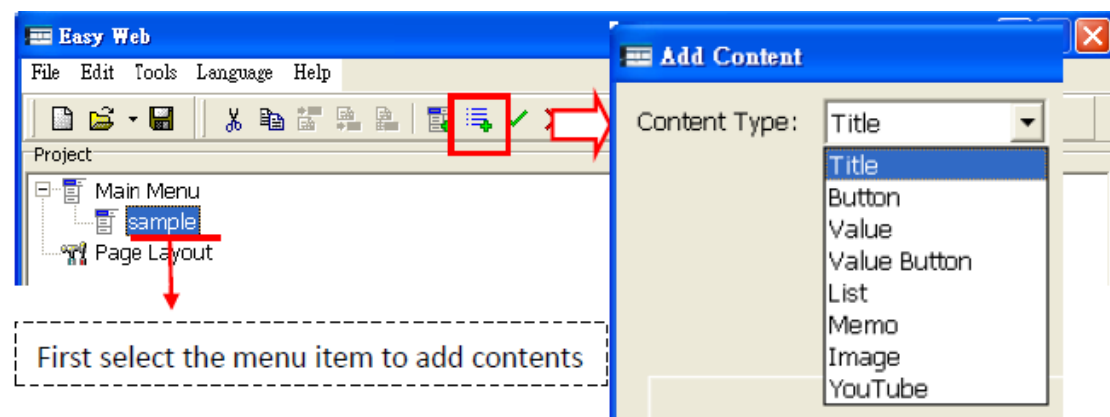 Easy Web
File Edit Tools Language Help
Project
Main Menu
sample
Page Layout
First select the menu item to add contents
Add Content
Content Type: Title
Title
Button
Value
Value Button
List
Memo
Image
YouTube